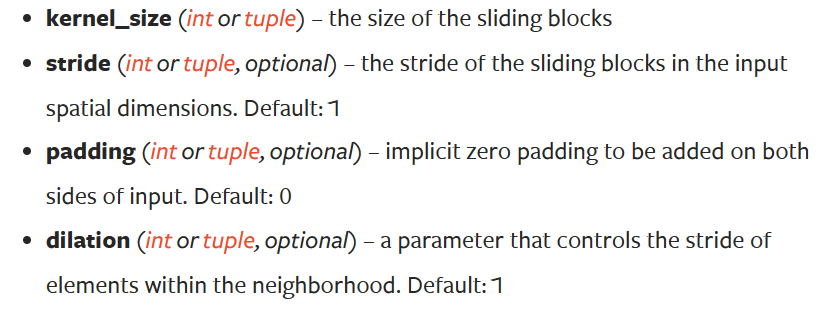 • kernel_size (int or tuple) – the size of the sliding blocks
• stride (int or tuple, optional) – the stride of the sliding blocks in the input
spatial dimensions. Default: 1
• padding (int or tuple, optional) – implicit zero padding to be added on both
sides of input. Default: 0
• dilation (int or tuple, optional) – a parameter that controls the stride of
elements within the neighborhood. Default: 1